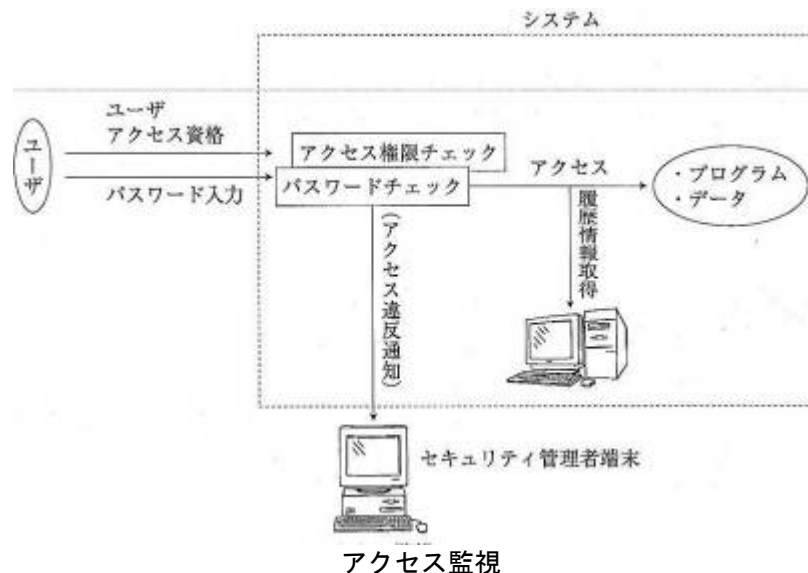 システム
ユーザ
アクセス資格
ユーザ
パスワード入力
アクセス権限チェック
パスワードチェック
アクセス
・プログラム
・データ
(アクセス違反通知)
履歴情報取得
セキュリティ管理者端末
アクセス監視